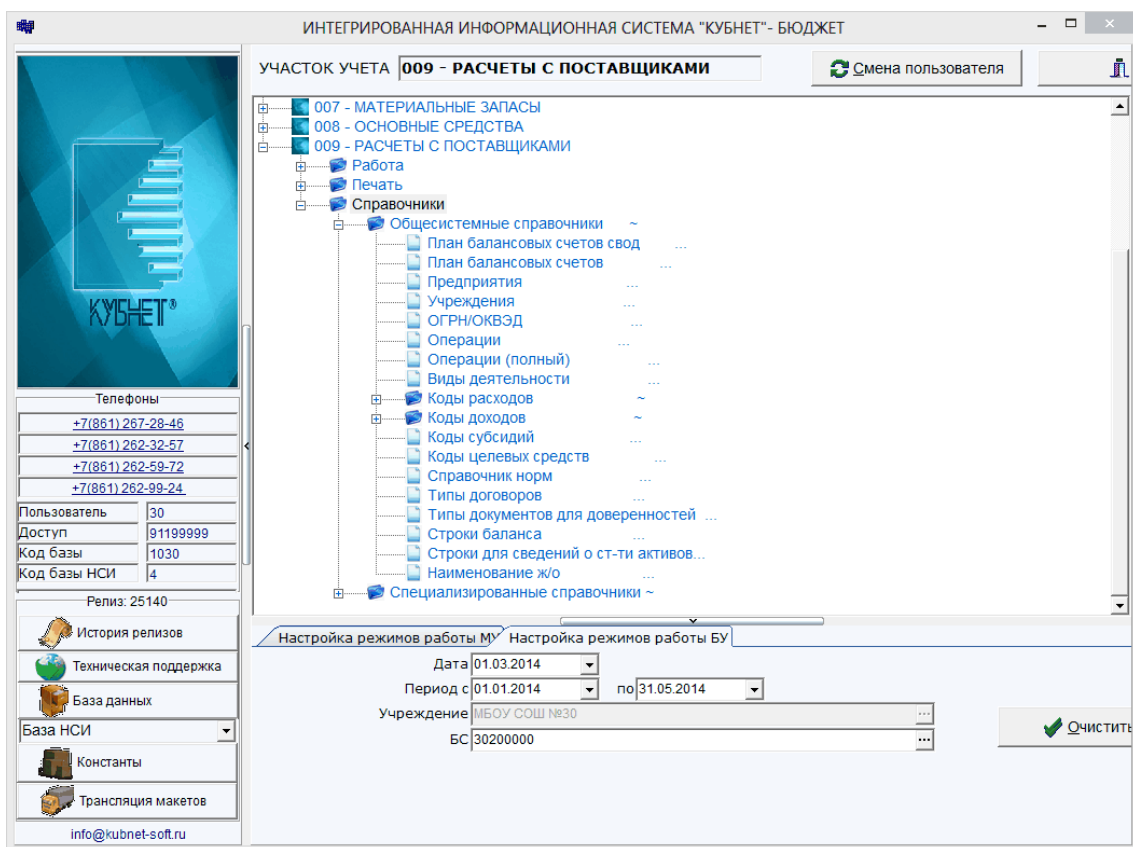 ИНТЕГРИРОВАННАЯ ИНФОРМАЦИОННАЯ СИСТЕМА "КУБНЕТ"- БЮДЖЕТ
УЧАСТОК УЧЕТА 009 - РАСЧЕТЫ С ПОСТАВЩИКАМИ
Смена пользователя
007 - МАТЕРИАЛЬНЫЕ ЗАПАСЫ
008 - ОСНОВНЫЕ СРЕДСТВА
009 - РАСЧЕТЫ С ПОСТАВЩИКАМИ
Работа
Печать
Справочники
Общесистемные справочники ~
План балансовых счетов свод ...
План балансовых счетов ...
Предприятия ...
Учреждения ...
ОГРН/ОКВЭД ...
Операции ...
Операции (полный) ...
Виды деятельности ...
Коды расходов ~
Коды доходов ~
Коды субсидий ...
Коды целевых средств ...
Справочник норм ...
Типы договоров ...
Типы документов для доверенностей ...
Строки баланса ...
Строки для сведений о ст-ти активов...
Наименование ж/о ...
Специализированные справочники ~
КУБНЕТ®
Телефоны
+7(861) 267-28-46
+7(861) 262-32-57
+7(861) 262-59-72
+7(861) 262-99-24
Пользователь 30
Доступ 91199999
Код базы 1030
Код базы НСИ 4
Релиз: 25140
История релизов
Техническая поддержка
База данных
База НСИ
Константы
Трансляция макетов
info@kubnet-soft.ru
Настройка режимов работы МУ Настройка режимов работы БУ
Дата 01.03.2014
Период с 01.01.2014 по 31.05.2014
Учреждение МБОУ СОШ №30 ...
БС 30200000 ...
Очистить